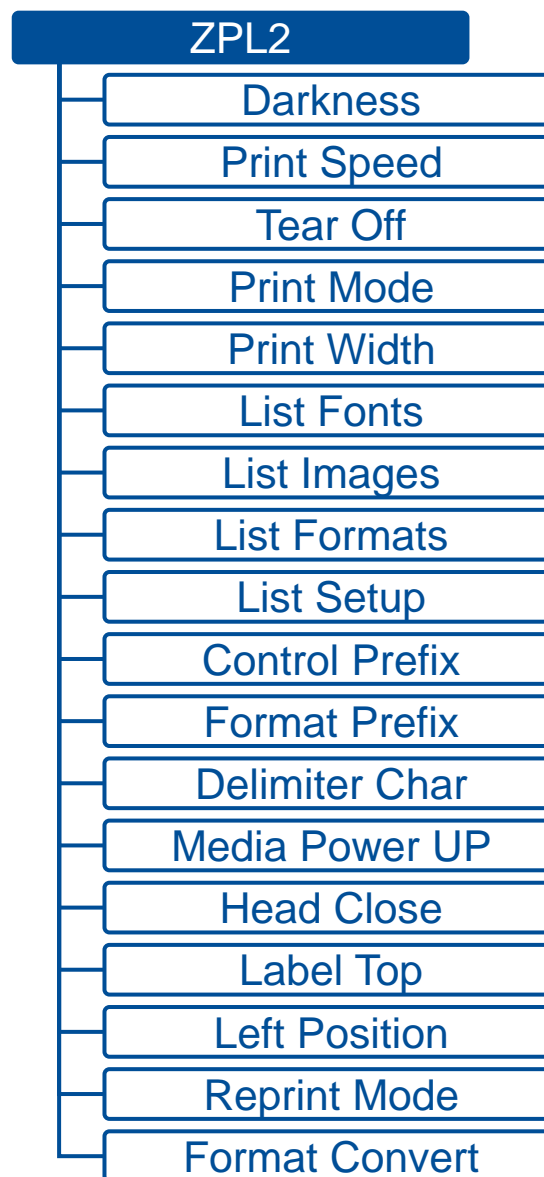 ZPL2
Darkness
Print Speed
Tear Off
Print Mode
Print Width
List Fonts
List Images
List Formats
List Setup
Control Prefix
Format Prefix
Delimiter Char
Media Power UP
Head Close
Label Top
Left Position
Reprint Mode
Format Convert